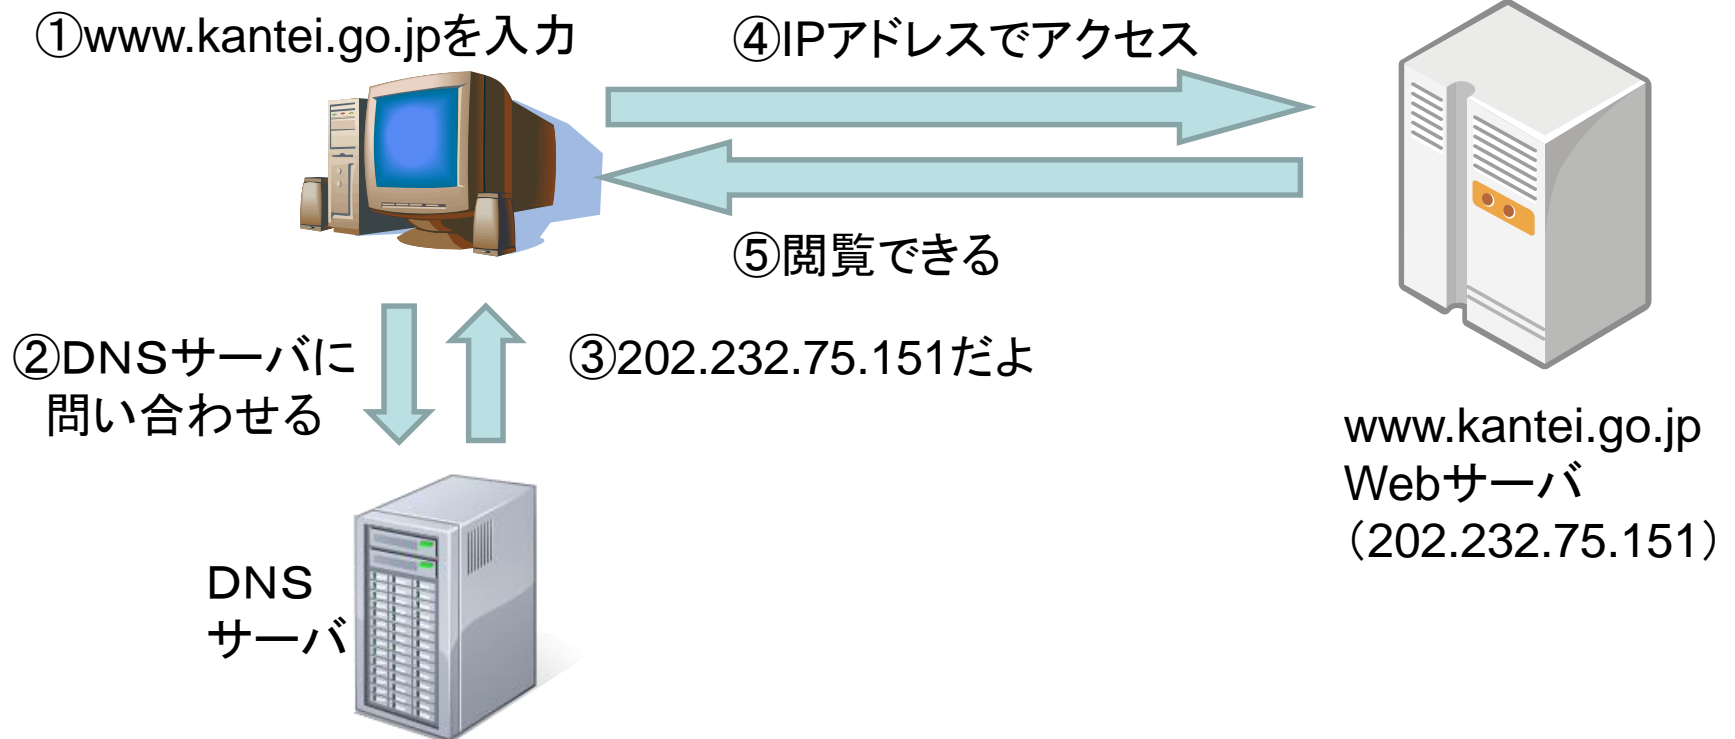 ①www.kantei.go.jpを入力
④IPアドレスでアクセス
⑤閲覧できる
②DNSサーバに
問い合わせる
③202.232.75.151だよ
DNS
サーバ
www.kantei.go.jp
Webサーバ
（202.232.75.151）